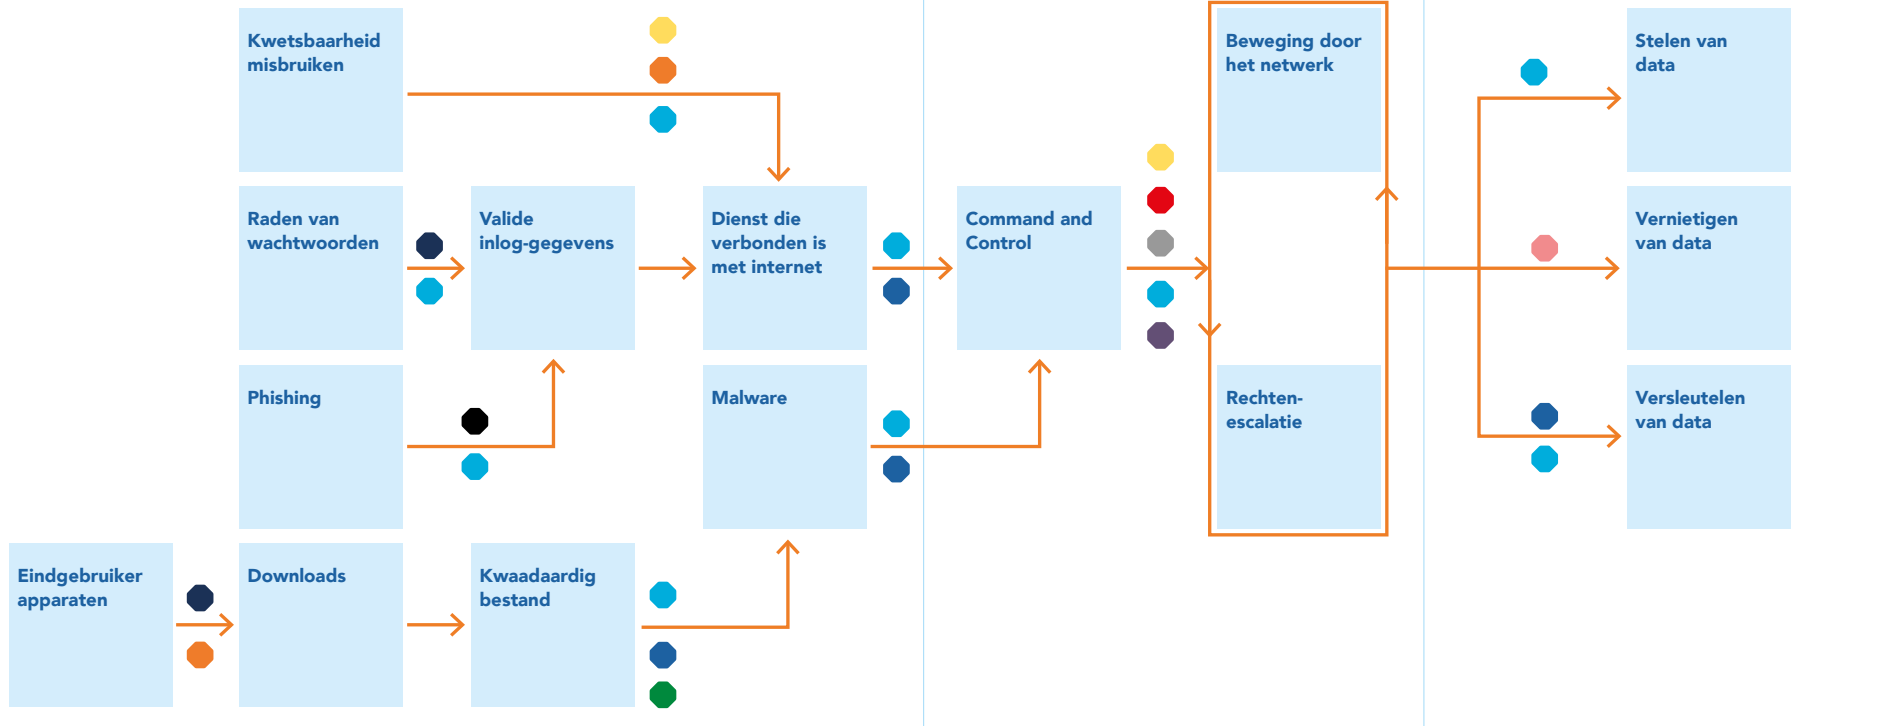 Kwetsbaarheid
misbruiken
Beweging door
het netwerk
Stelen van
data
Raden van
wachtwoorden
Valide
inlog-gegevens
Dienst die
verbonden is
met internet
Command and
Control
Vernietigen
van data
Phishing
Malware
Rechten-
escalatie
Versleutelen
van data
Eindgebruiker
apparaten
Downloads
Kwaadaardig
bestand